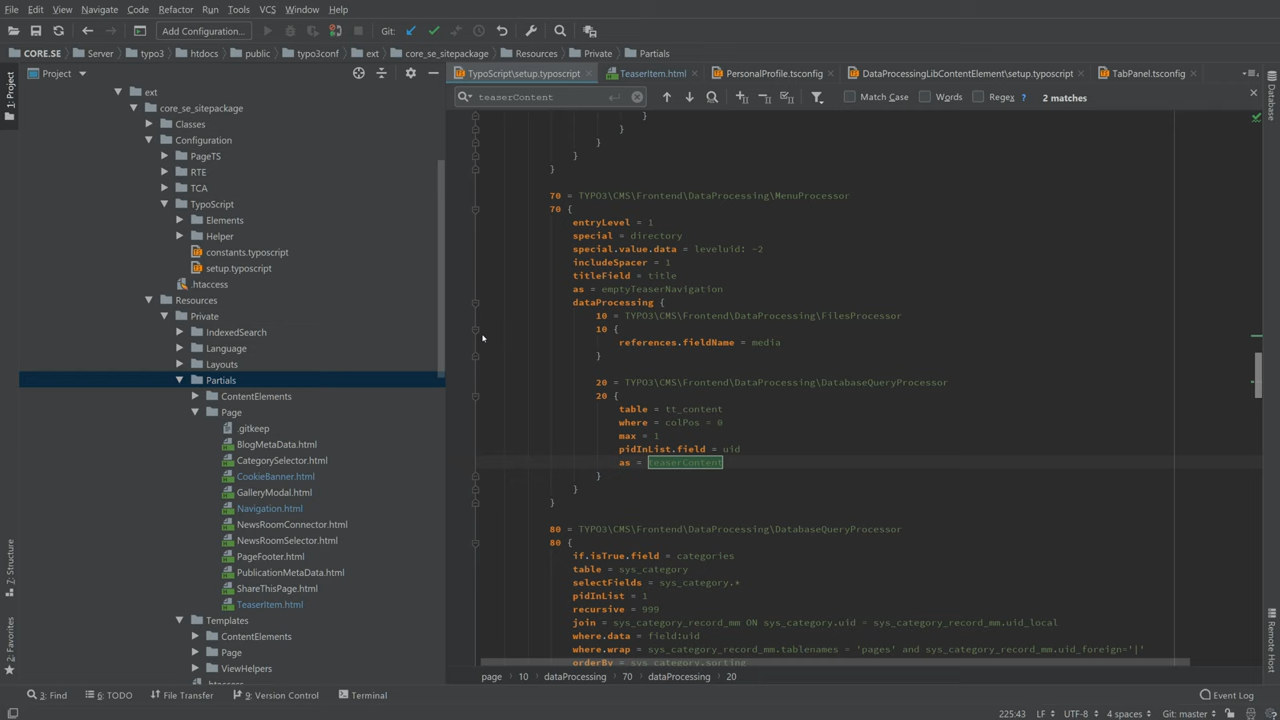 File Edit View Navigate Code Refactor Run Tools VCS Window Help
Add Configuration... Git:
CORE.SE Server typo3 htdocs public typo3conf ext core_se_sitepackage Resources Private Partials
Project
TypoScript\setup.typoscript TeaserItem.html PersonalProfile.tsconfig DataProcessingLibContentElement\setup.typoscript TabPanel.tsconfig
teaserContent Match Case Words Regex ? 2 matches
1: Project
Z: Structure
2: Favorites
ext
core_se_sitepackage
Classes
Configuration
PageTS
RTE
TCA
TypoScript
Elements
Helper
constants.typoscript
setup.typoscript
.htaccess
Resources
Private
IndexedSearch
Language
Layouts
Partials
ContentElements
Page
.gitkeep
BlogMetaData.html
CategorySelector.html
CookieBanner.html
GalleryModal.html
Navigation.html
NewsRoomConnector.html
NewsRoomSelector.html
PageFooter.html
PublicationMetaData.html
ShareThisPage.html
TeaserItem.html
Templates
ContentElements
Page
ViewHelpers
.htaccess
}
}
}
}
}
70 = TYPO3\CMS\Frontend\DataProcessing\MenuProcessor
70 {
entryLevel = 1
special = directory
special.value.data = leveluid: -2
includeSpacer = 1
titleField = title
as = emptyTeaserNavigation
dataProcessing {
10 = TYPO3\CMS\Frontend\DataProcessing\FilesProcessor
10 {
references.fieldName = media
}
20 = TYPO3\CMS\Frontend\DataProcessing\DatabaseQueryProcessor
20 {
table = tt_content
where = colPos = 0
max = 1
pidInList.field = uid
as = teaserContent
}
}
}
80 = TYPO3\CMS\Frontend\DataProcessing\DatabaseQueryProcessor
80 {
if.isTrue.field = categories
table = sys_category
selectFields = sys_category.*
pidInList = 1
recursive = 999
join = sys_category_record_mm ON sys_category.uid = sys_category_record_mm.uid_local
where.data = field:uid
where.wrap = sys_category_record_mm.tablenames = 'pages' and sys_category_record_mm.uid_foreign='|'
orderBy = sys_category.sorting
page 10 dataProcessing 70 dataProcessing 20
Database
Remote Host
3: Find 6: TODO File Transfer 9: Version Control Terminal Event Log
225:43 LF UTF-8 4 spaces Git: master